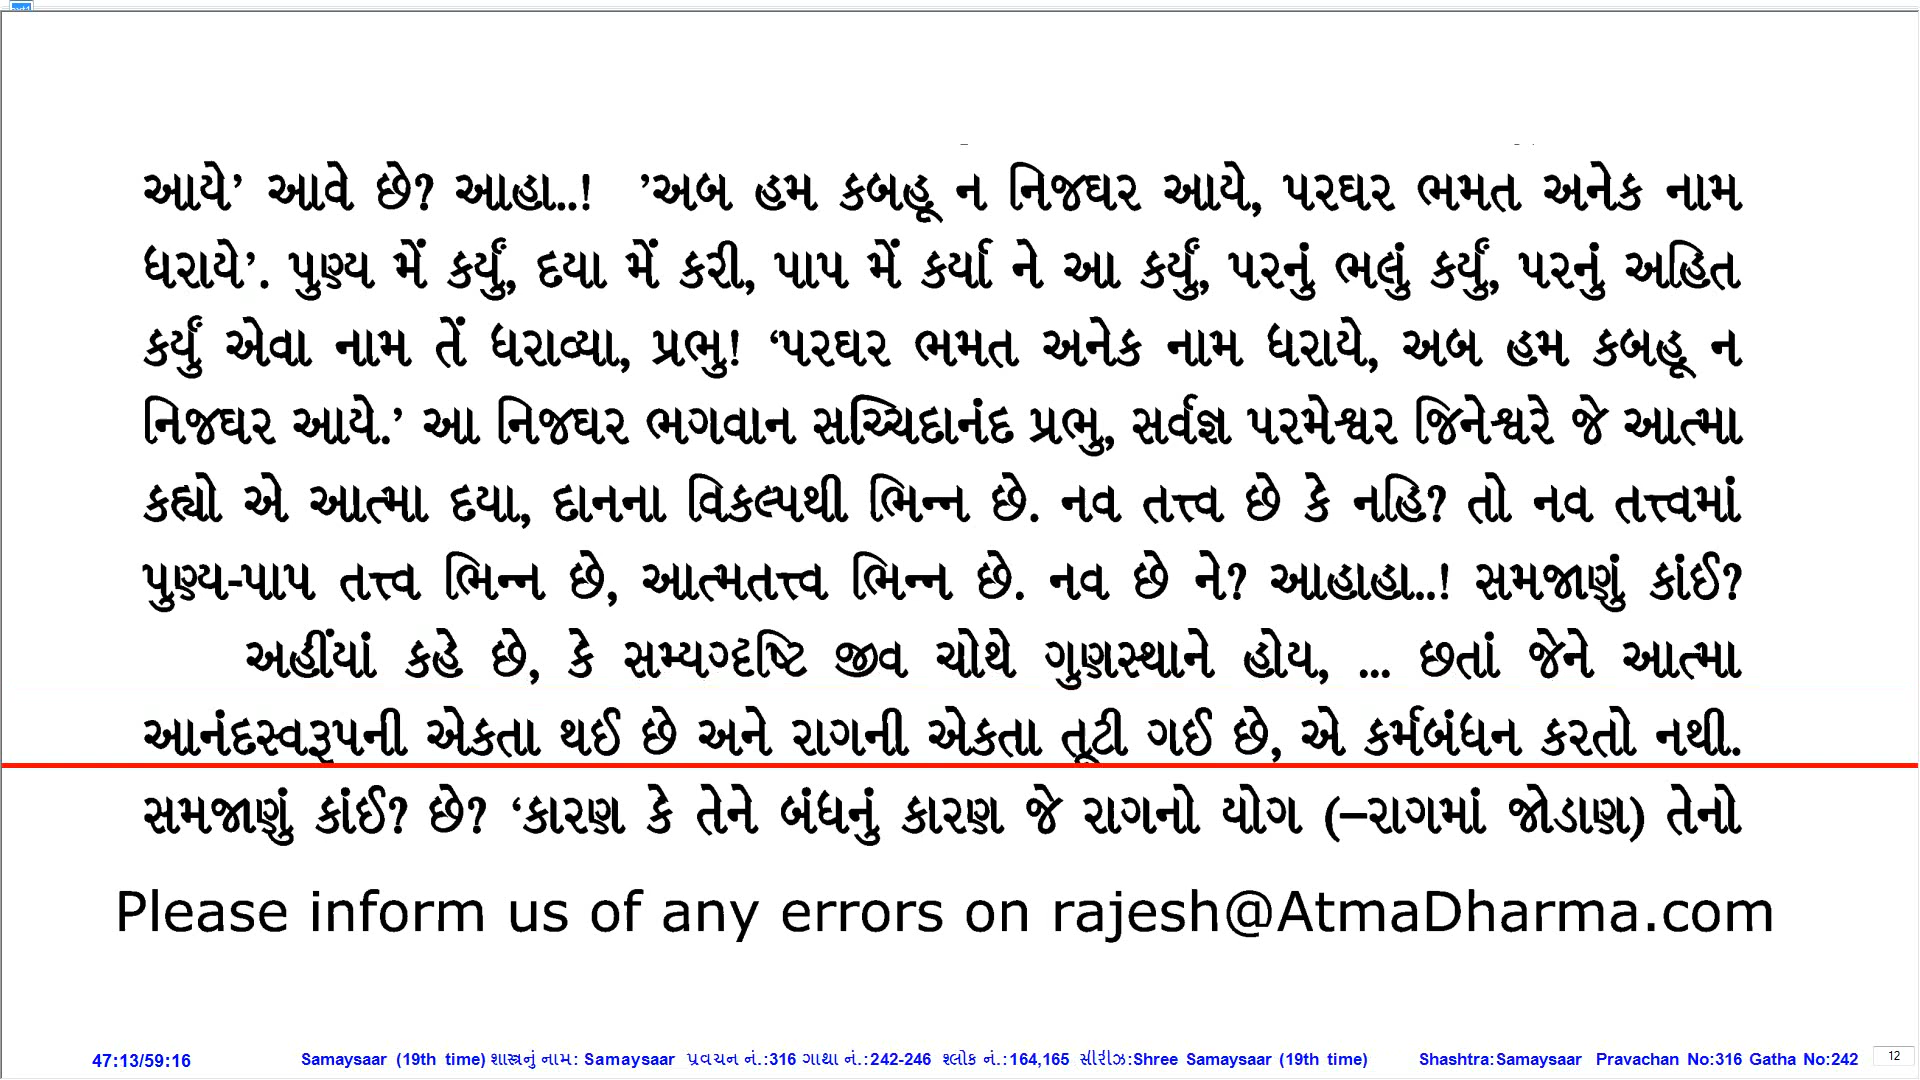 આયે’ આવે છે? આહા..! ’અબ હમ કબહૂ ન નિજઘર આયે, પરઘર ભમત અનેક નામ
ધરાયે’. પુણ્ય મેં કર્યું, દયા મેં કરી, પાપ મેં કર્યા ને આ કર્યું, પરનું ભલું કર્યું, પરનું અહિત
કર્યું એવા નામ તેં ધરાવ્યા, પ્રભુ! ‘પરઘર ભમત અનેક નામ ધરાયે, અબ હમ કબહૂ ન
નિજઘર આયે.’ આ નિજઘર ભગવાન સચ્ચિદાનંદ પ્રભુ, સર્વજ્ઞ પરમેશ્વર જિનેશ્વરે જે આત્મા
કહ્યો એ આત્મા દયા, દાનના વિકલ્પથી ભિન્ન છે. નવ તત્ત્વ છે કે નહિ? તો નવ તત્ત્વમાં
પુણ્ય-પાપ તત્ત્વ ભિન્ન છે, આત્મતત્ત્વ ભિન્ન છે. નવ છે ને? આહાહા..! સમજાણું કાંઈ?
અહીંયાં કહે છે, કે સમ્યગ્દૃષ્ટિ જીવ ચોથે ગુણસ્થાને હોય, ... છતાં જેને આત્મા
આનંદસ્વરૂપની એકતા થઈ છે અને રાગની એકતા તૂટી ગઈ છે, એ કર્મબંધન કરતો નથી.
સમજાણું કાંઈ? છે? ‘કારણ કે તેને બંધનું કારણ જે રાગનો યોગ (–રાગમાં જોડાણ) તેનો
Please inform us of any errors on rajesh@AtmaDharma.com
47:13/59:16 Samaysaar (19th time) શાસ્ત્રનું નામ: Samaysaar પ્રવચન નં.:316 ગાથા નં.:242-246 શ્લોક નં.:164,165 સીરીઝ:Shree Samaysaar (19th time) Shashtra:Samaysaar Pravachan No:316 Gatha No:242 12